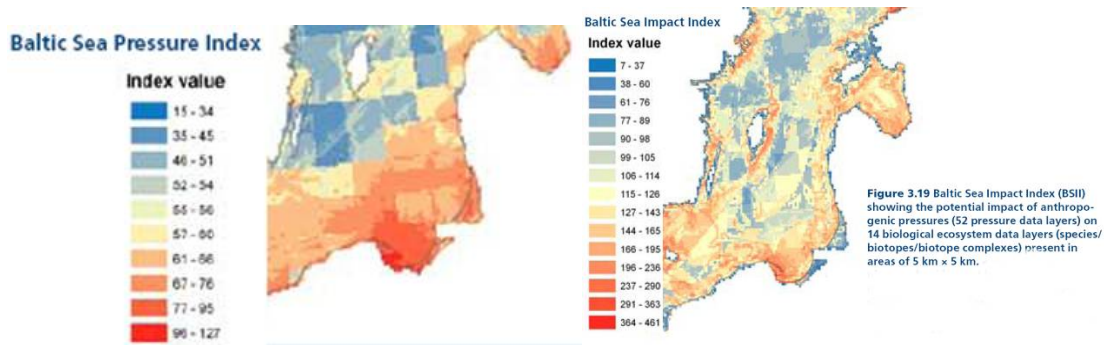 Baltic Sea Pressure Index
Index value
15 - 34
35 - 45
46 - 51
52 - 54
55 - 56
57 - 60
61 - 66
67 - 76
77 - 95
96 - 127
Baltic Sea Impact Index
Index value
7 - 37
38 - 60
61 - 76
77 - 89
90 - 98
99 - 105
106 - 114
115 - 126
127 - 143
144 - 165
166 - 195
196 - 236
237 - 290
291 - 363
364 - 461
Figure 3.19 Baltic Sea Impact Index (BSII)
showing the potential impact of anthropo-
genic pressures (52 pressure data layers) on
14 biological ecosystem data layers (species/
biotopes/biotope complexes) present in
areas of 5 km × 5 km.